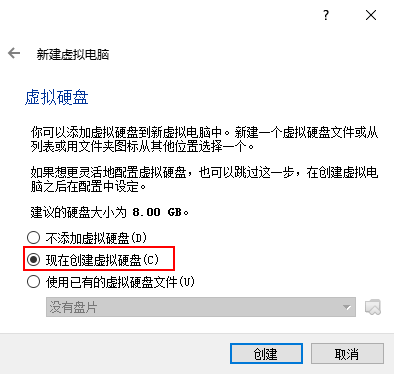 ?
新建虚拟电脑
虚拟硬盘
你可以添加虚拟硬盘到新虚拟电脑中。新建一个虚拟硬盘文件或从
列表或用文件夹图标从其他位置选择一个。
如果想更灵活地配置虚拟硬盘，也可以跳过这一步，在创建虚拟电
脑之后在配置中设定。
建议的硬盘大小为 8.00 GB。
不添加虚拟硬盘(D)
现在创建虚拟硬盘(C)
使用已有的虚拟硬盘文件(U)
没有盘片
创建
取消